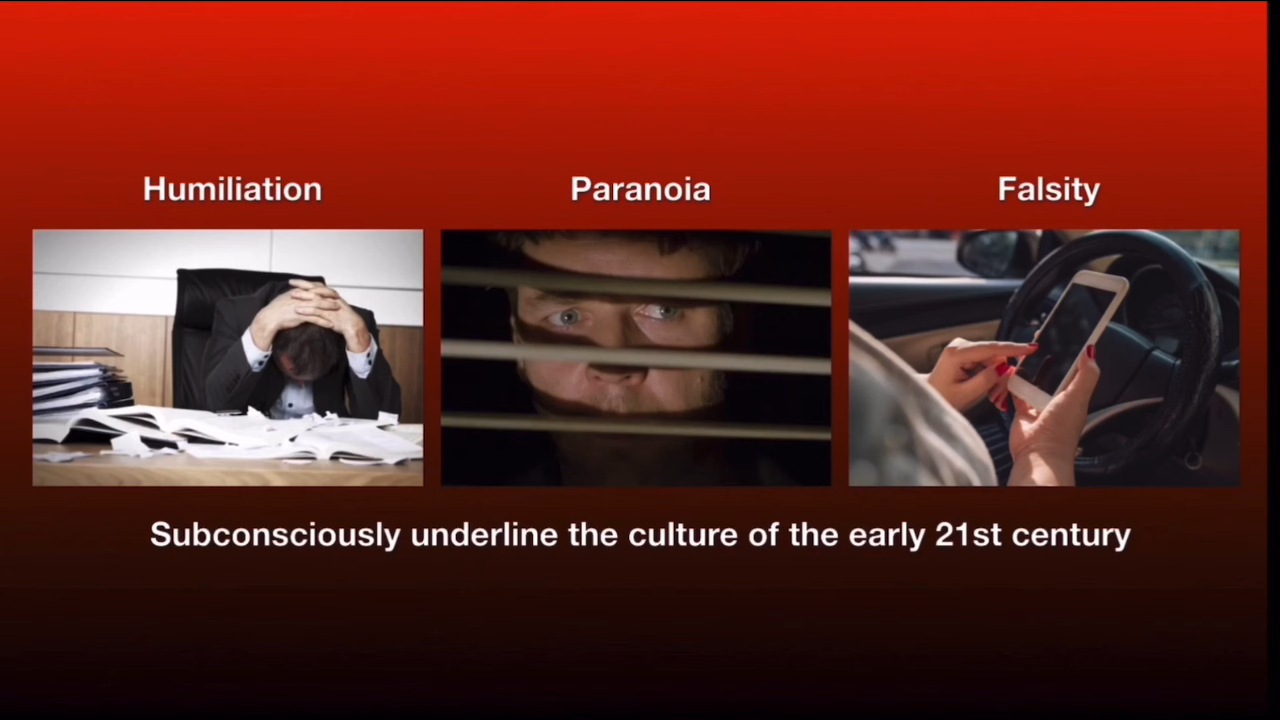 Humiliation
Paranoia
Falsity
Subconsciously underline the culture of the early 21st century